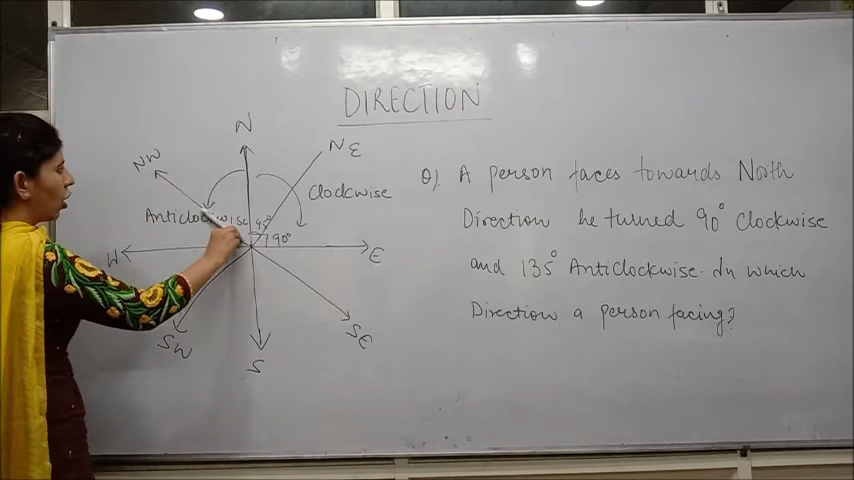 DIRECTION
N
NW
NE
Clockwise
Anticlockwise
45°
90°
W
E
SW
S
SE
Q). A person faces towards North
Direction he turned 90° Clockwise
and 135° Anticlockwise. In which
Direction a person facing?